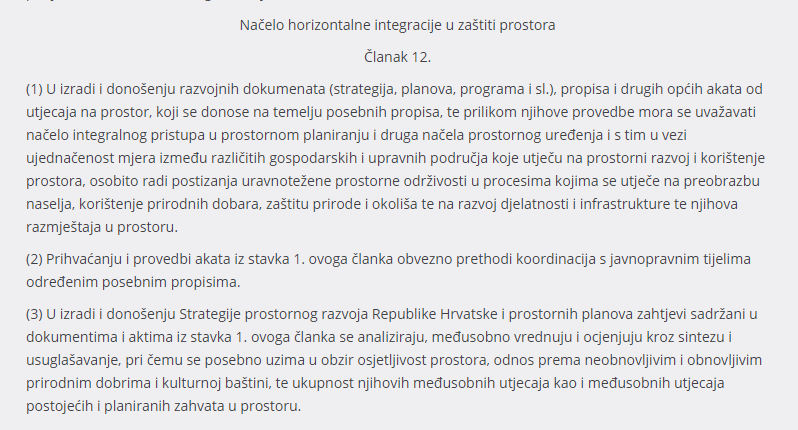 Načelo horizontalne integracije u zaštiti prostora
Članak 12.
(1) U izradi i donošenju razvojnih dokumenata (strategija, planova, programa i sl.), propisa i drugih općih akata od
utjecaja na prostor, koji se donose na temelju posebnih propisa, te prilikom njihove provedbe mora se uvažavati
načelo integralnog pristupa u prostornom planiranju i druga načela prostornog uređenja i s tim u vezi
ujednačenost mjera između različitih gospodarskih i upravnih područja koje utječu na prostorni razvoj i korištenje
prostora, osobito radi postizanja uravnotežene prostorne održivosti u procesima kojima se utječe na preobrazbu
naselja, korištenje prirodnih dobara, zaštitu prirode i okoliša te na razvoj djelatnosti i infrastrukture te njihova
razmještaja u prostoru.
(2) Prihvaćanju i provedbi akata iz stavka 1. ovoga članka obvezno prethodi koordinacija s javnopravnim tijelima
određenim posebnim propisima.
(3) U izradi i donošenju Strategije prostornog razvoja Republike Hrvatske i prostornih planova zahtjevi sadržani u
dokumentima i aktima iz stavka 1. ovoga članka se analiziraju, međusobno vrednuju i ocjenjuju kroz sintezu i
usuglašavanje, pri čemu se posebno uzima u obzir osjetljivost prostora, odnos prema neobnovljivim i obnovljivim
prirodnim dobrima i kulturnoj baštini, te ukupnost njihovih međusobnih utjecaja kao i međusobnih utjecaja
postojećih i planiranih zahvata u prostoru.